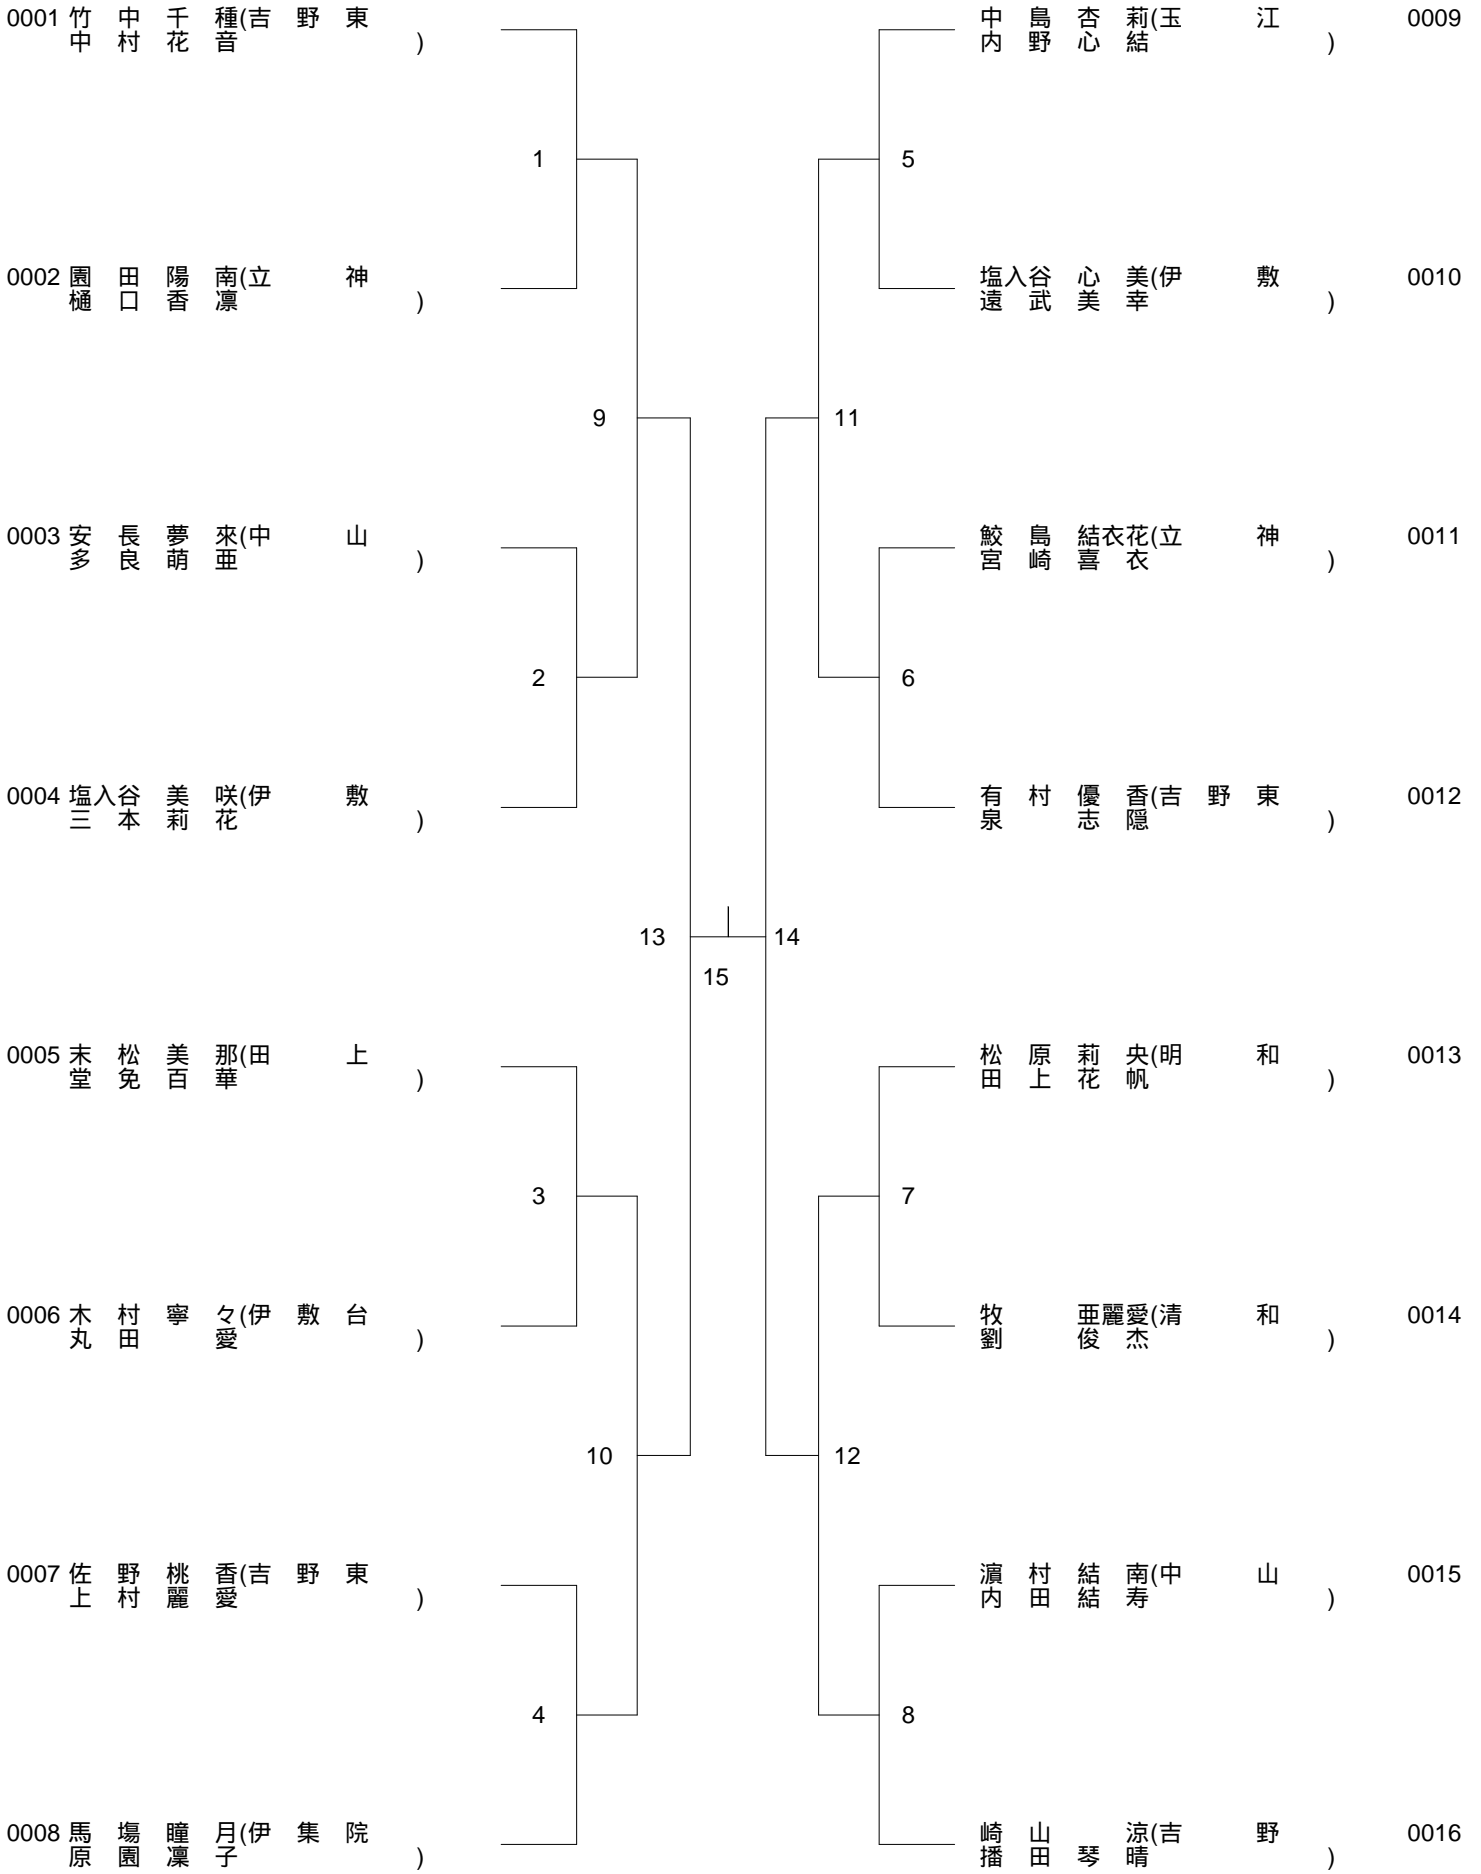 0001 竹 中 千 種(吉 野 東
中 村 花 音 )
1
0002 園 田 陽 南(立 神
樋 口 香 凛 )
9
0003 安 長 夢 來(中 山
多 良 萌 亜 )
2
0004 塩入谷 美 咲(伊 敷
三 本 莉 花 )
13
15
0005 末 松 美 那(田 上
堂 免 百 華 )
3
0006 木 村 寧 々(伊 敷 台
丸 田 愛 )
10
0007 佐 野 桃 香(吉 野 東
上 村 麗 愛 )
4
0008 馬 場 瞳 月(伊 集 院
原 園 凜 子 )
中 島 杏 莉(玉 江 0009
内 野 心 結 )
5
塩入谷 心 美(伊 敷 0010
遠 武 美 幸 )
11
鮫 島 結衣花(立 神 0011
宮 崎 喜 衣 )
6
有 村 優 香(吉 野 東 0012
泉 志 隠 )
14
松 原 莉 央(明 和 0013
田 上 花 帆 )
7
牧 亜麗愛(清 和 0014
劉 俊 杰 )
12
濵 村 結 南(中 山 0015
内 田 結 寿 )
8
崎 山 涼(吉 野 0016
播 田 琴 晴 )